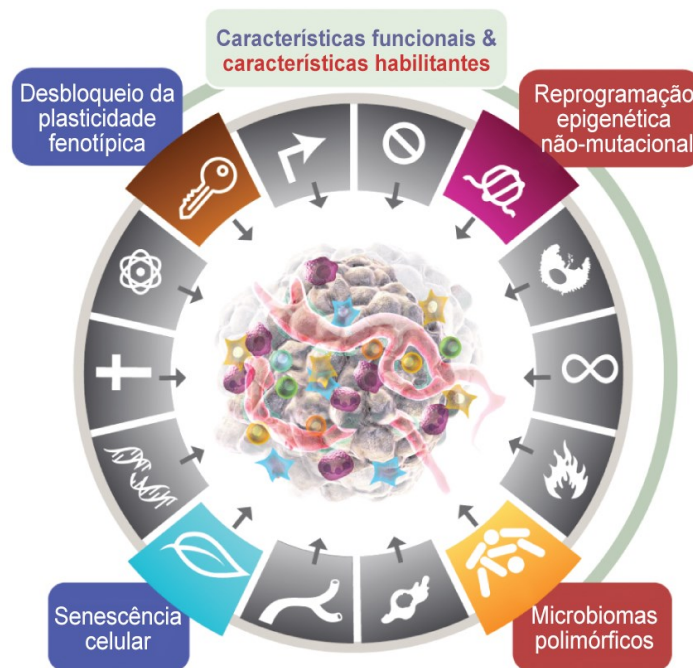 Características funcionais &
características habilitantes
Desbloqueio da
plasticidade
fenotípica
Reprogramação
epigenética
não-mutacional
Senescência
celular
Microbiomas
polimórficos